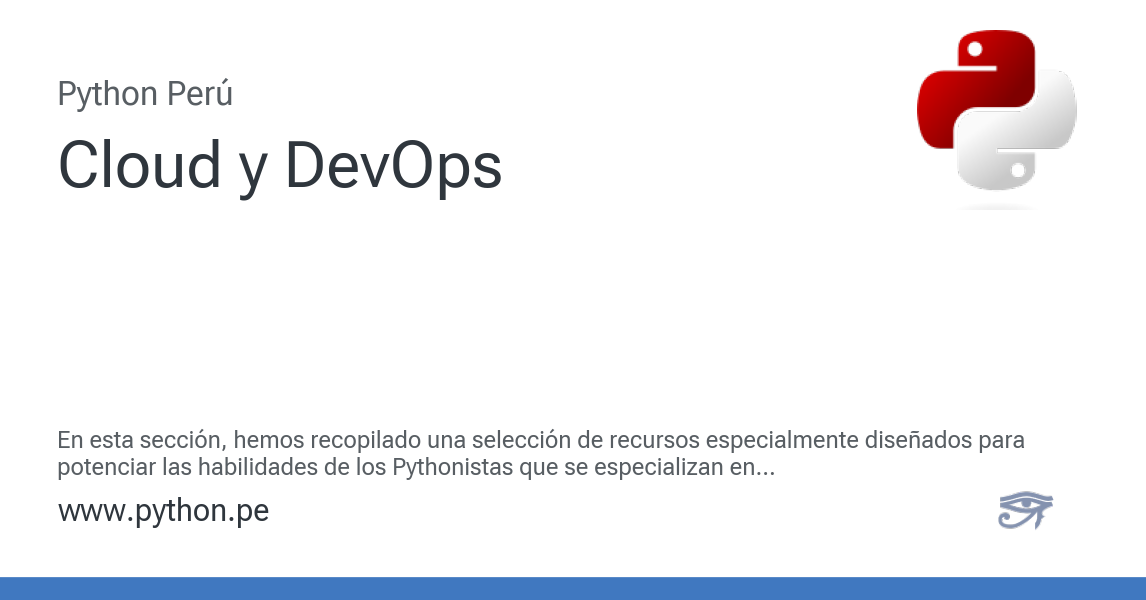 Python Perú
Cloud y DevOps
En esta sección, hemos recopilado una selección de recursos especialmente diseñados para
potenciar las habilidades de los Pythonistas que se especializan en...
www.python.pe